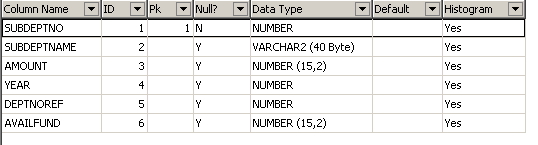 Column Name ID Pk Null? Data Type Default Histogram
SUBDEPTNO 1 1 N NUMBER Yes
SUBDEPTNAME 2 Y VARCHAR2 (40 Byte) Yes
AMOUNT 3 Y NUMBER (15,2) Yes
YEAR 4 Y NUMBER Yes
DEPTNOREF 5 Y NUMBER Yes
AVAILFUND 6 Y NUMBER (15,2) Yes